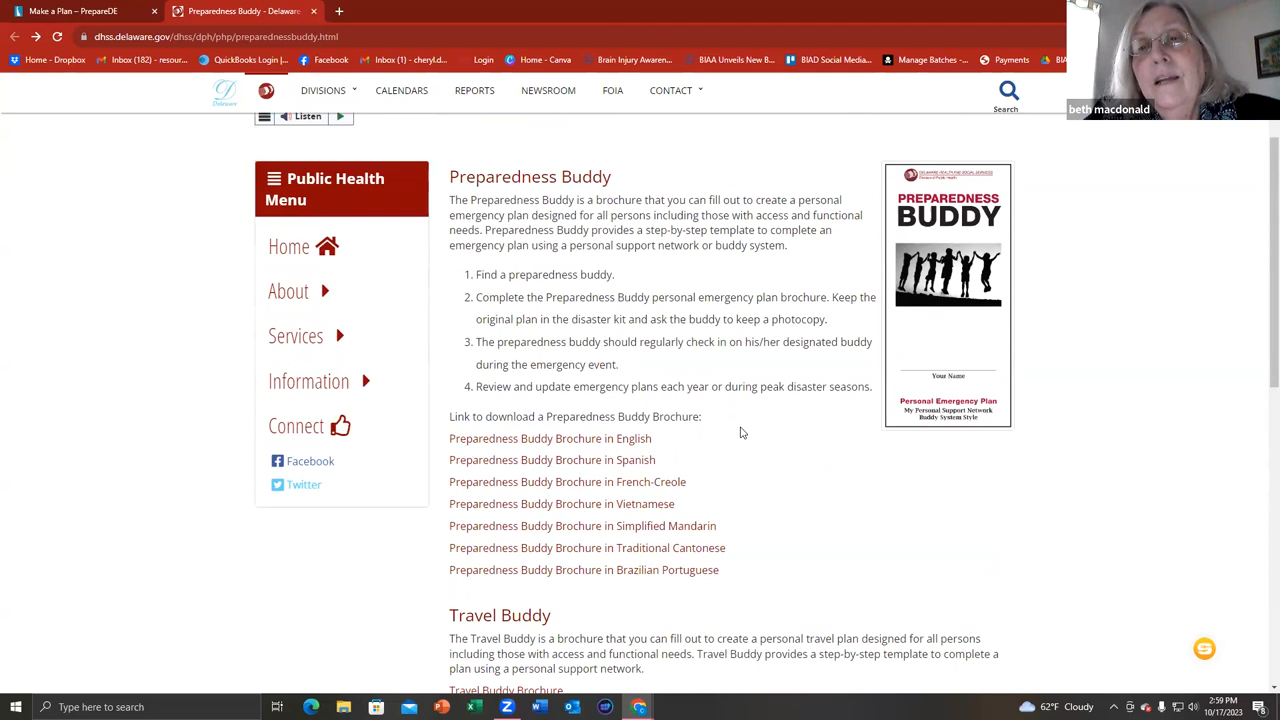 Make a Plan – PrepareDE
Preparedness Buddy - Delaware
dhss.delaware.gov/dhss/dph/php/preparednessbuddy.html
Home - Dropbox
Inbox (182) - resour...
QuickBooks Login |...
Facebook
Inbox (1) - cheryl.d...
Login
Home - Canva
Brain Injury Awaren...
BIAA Unveils New B...
BIAD Social Media...
Manage Batches -...
Payments
BIA
beth macdonald
Delaware
DIVISIONS
CALENDARS
REPORTS
NEWSROOM
FOIA
CONTACT
Search
Listen
Public Health
Menu
Home
About
Services
Information
Connect
Facebook
Twitter
Preparedness Buddy
The Preparedness Buddy is a brochure that you can fill out to create a personal
emergency plan designed for all persons including those with access and functional
needs. Preparedness Buddy provides a step-by-step template to complete an
emergency plan using a personal support network or buddy system.
1. Find a preparedness buddy.
2. Complete the Preparedness Buddy personal emergency plan brochure. Keep the
original plan in the disaster kit and ask the buddy to keep a photocopy.
3. The preparedness buddy should regularly check in on his/her designated buddy
during the emergency event.
4. Review and update emergency plans each year or during peak disaster seasons.
Link to download a Preparedness Buddy Brochure:
Preparedness Buddy Brochure in English
Preparedness Buddy Brochure in Spanish
Preparedness Buddy Brochure in French-Creole
Preparedness Buddy Brochure in Vietnamese
Preparedness Buddy Brochure in Simplified Mandarin
Preparedness Buddy Brochure in Traditional Cantonese
Preparedness Buddy Brochure in Brazilian Portuguese
Travel Buddy
The Travel Buddy is a brochure that you can fill out to create a personal travel plan designed for all persons
including those with access and functional needs. Travel Buddy provides a step-by-step template to complete a
plan using a personal support network.
Travel Buddy Brochure
DELAWARE HEALTH AND SOCIAL SERVICES
Division of Public Health
PREPAREDNESS
BUDDY
Your Name
Personal Emergency Plan
My Personal Support Network
Buddy System Style
Type here to search
62°F Cloudy
2:59 PM
10/17/2023